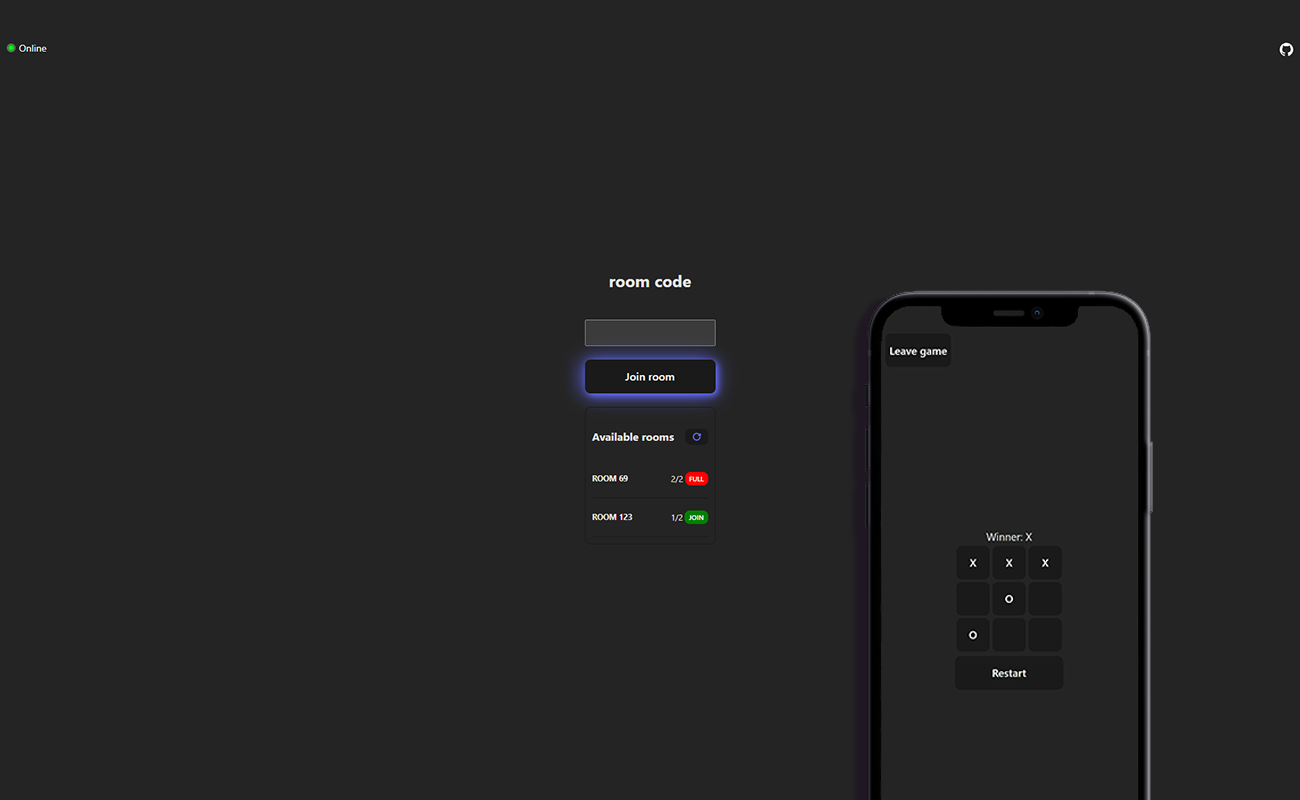 Online
room code
Join room
Available rooms
ROOM 69 2/2 FULL
ROOM 123 1/2 JOIN
Leave game
Winner: X
X X X
O
O
Restart